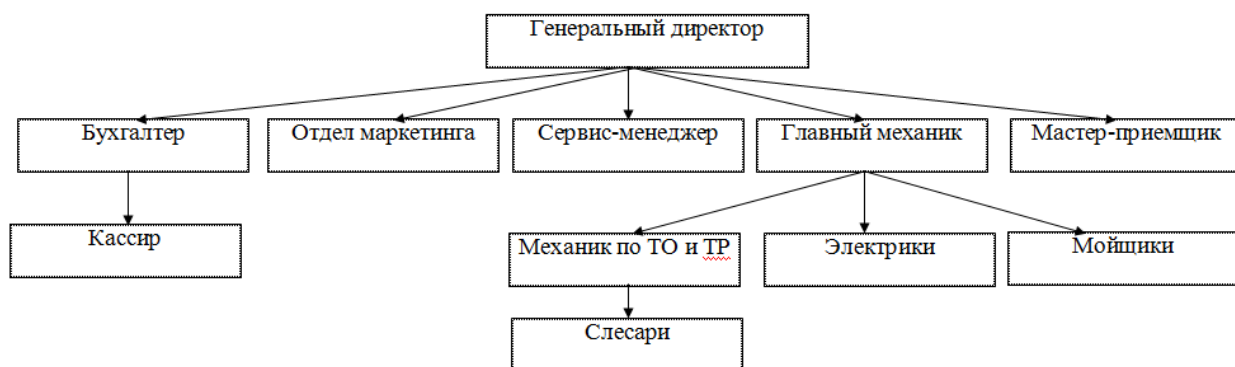 Генеральный директор
Бухгалтер
Отдел маркетинга
Сервис-менеджер
Главный механик
Мастер-приемщик
Кассир
Механик по ТО и ТР
Электрики
Мойщики
Слесари